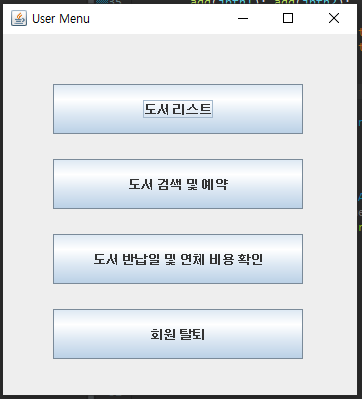 User Menu
도서 리스트
도서 검색 및 예약
도서 반납일 및 연체 비용 확인
회원 탈퇴